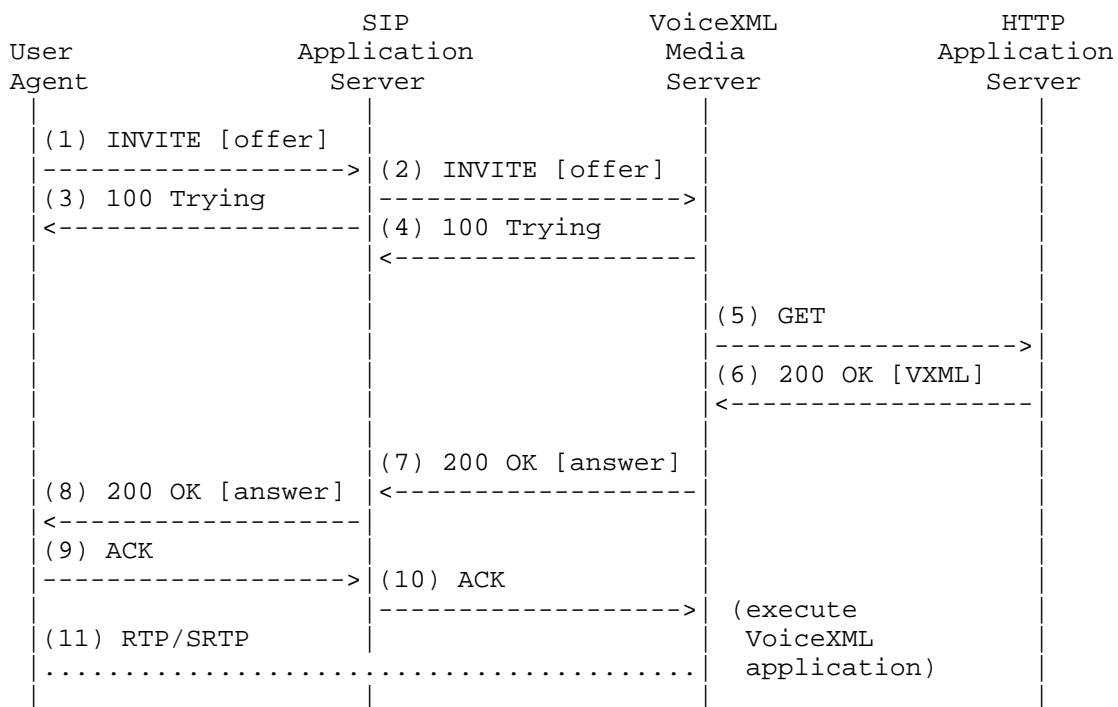 SIP VoiceXML HTTP
User Application Media Application
Agent Server Server Server
(1) INVITE [offer]
(2) INVITE [offer]
(3) 100 Trying
(4) 100 Trying
(5) GET
(6) 200 OK [VXML]
(7) 200 OK [answer]
(8) 200 OK [answer]
(9) ACK
(10) ACK
(execute
(11) RTP/SRTP VoiceXML
application)